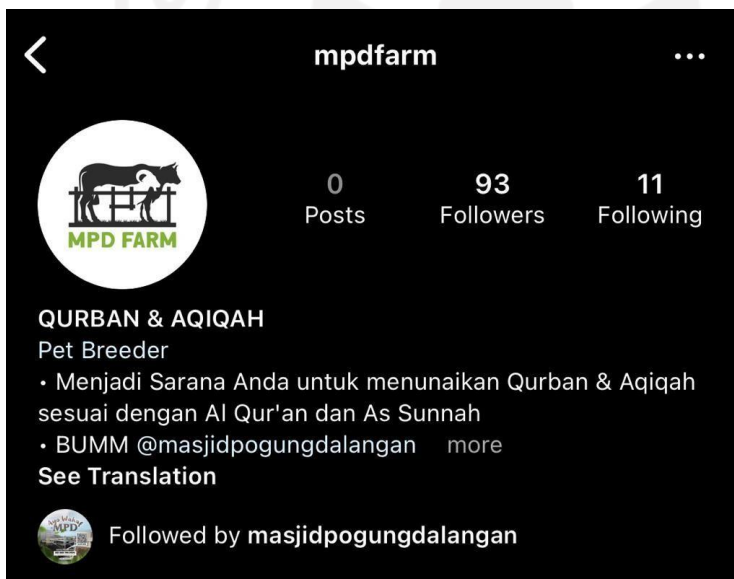 mpdfarm
MPD FARM
0
Posts
93
Followers
11
Following
QURBAN & AQIQAH
Pet Breeder
• Menjadi Sarana Anda untuk menunaikan Qurban & Aqiqah
sesuai dengan Al Qur'an dan As Sunnah
• BUMM @masjidpogungdalangan more
See Translation
MPD
Followed by masjidpogungdalangan